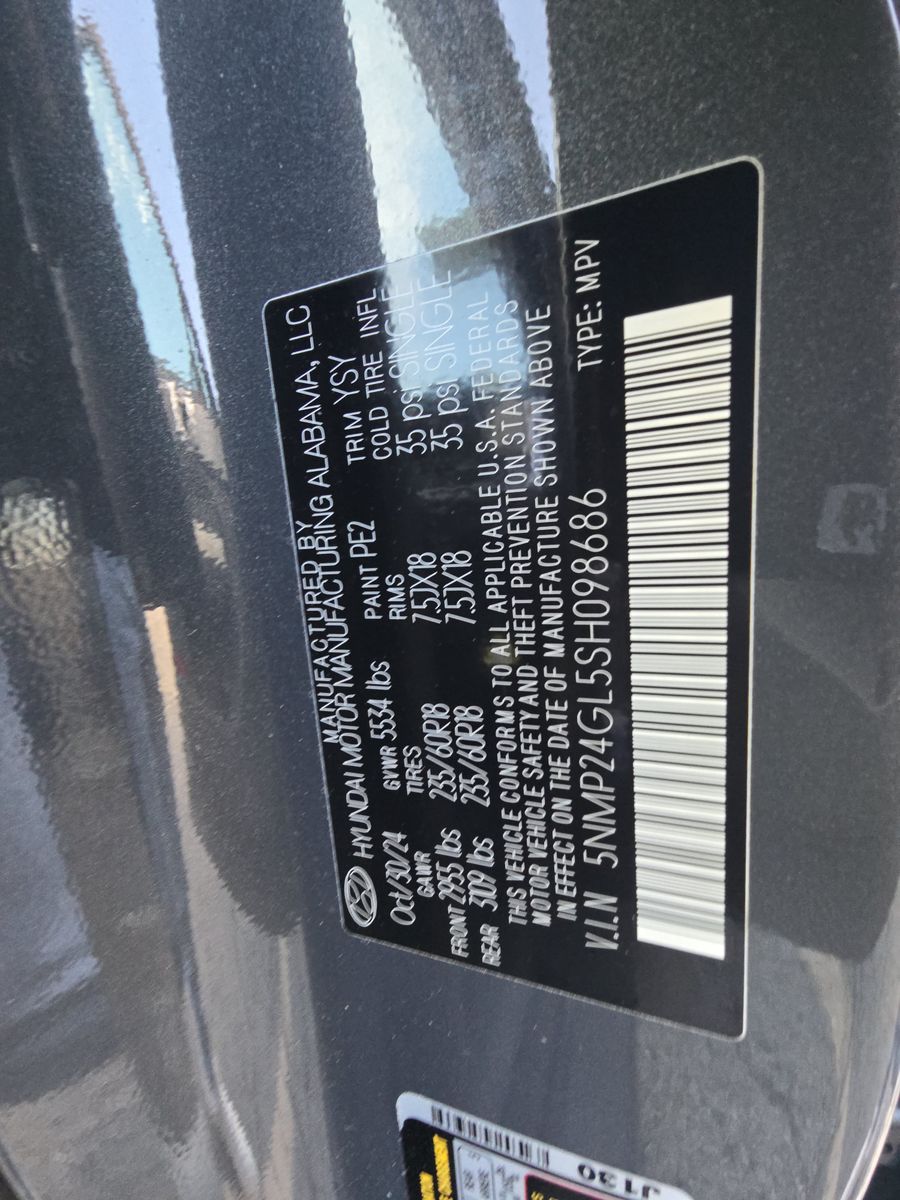 MANUFACTURED BY
HYUNDAI MOTOR MANUFACTURING ALABAMA, LLC
Oct/30/24 GVWR 5534 lbs PAINT PE2 TRIM YSY
GAWR TIRES RIMS COLD TIRE INFL
FRONT 2955 lbs 235/60R18 7.5JX18 35 psi SINGLE
REAR 3109 lbs 235/60R18 7.5JX18 35 psi SINGLE
THIS VEHICLE CONFORMS TO ALL APPLICABLE U.S.A. FEDERAL
MOTOR VEHICLE SAFETY AND THEFT PREVENTION STANDARDS
IN EFFECT ON THE DATE OF MANUFACTURE SHOWN ABOVE
V.I.N 5NMP24GL5SH098686 TYPE: MPV
J130